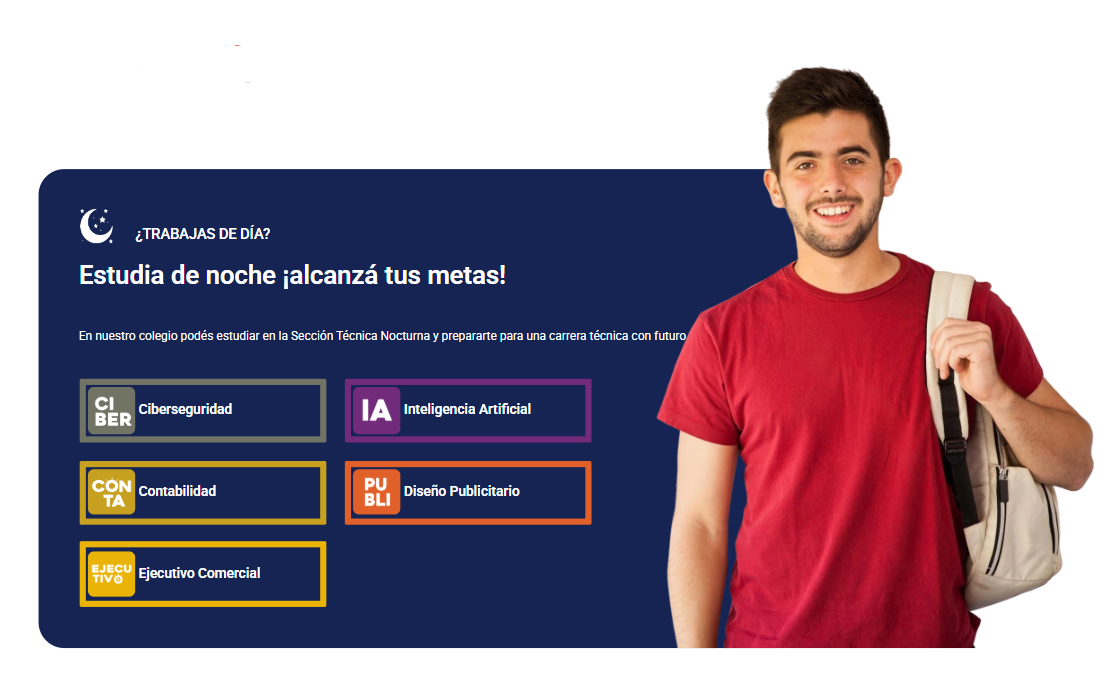 ¿TRABAJAS DE DÍA?
Estudia de noche ¡alcanzá tus metas!
En nuestro colegio podés estudiar en la Sección Técnica Nocturna y prepararte para una carrera técnica con futuro
CI
BER
Ciberseguridad
IA
Inteligencia Artificial
CON
TA
Contabilidad
PU
BLI
Diseño Publicitario
EJECU
TIVO
Ejecutivo Comercial